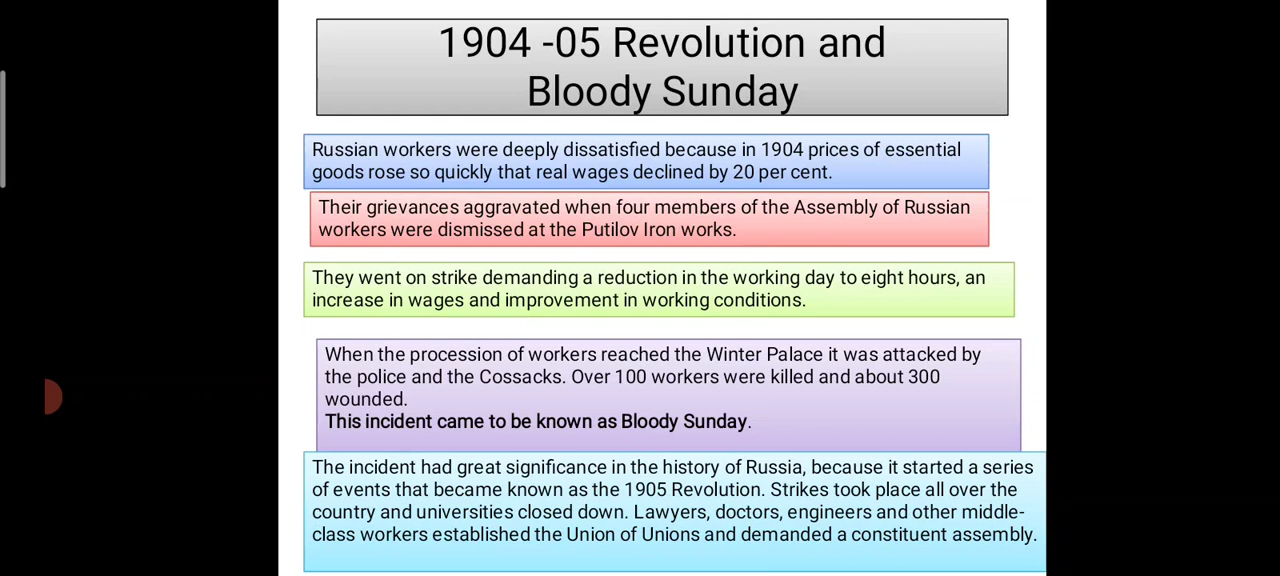 1904 -05 Revolution and
Bloody Sunday
Russian workers were deeply dissatisfied because in 1904 prices of essential
goods rose so quickly that real wages declined by 20 per cent.
Their grievances aggravated when four members of the Assembly of Russian
workers were dismissed at the Putilov Iron works.
They went on strike demanding a reduction in the working day to eight hours, an
increase in wages and improvement in working conditions.
When the procession of workers reached the Winter Palace it was attacked by
the police and the Cossacks. Over 100 workers were killed and about 300
wounded.
This incident came to be known as Bloody Sunday.
The incident had great significance in the history of Russia, because it started a series
of events that became known as the 1905 Revolution. Strikes took place all over the
country and universities closed down. Lawyers, doctors, engineers and other middle-
class workers established the Union of Unions and demanded a constituent assembly.